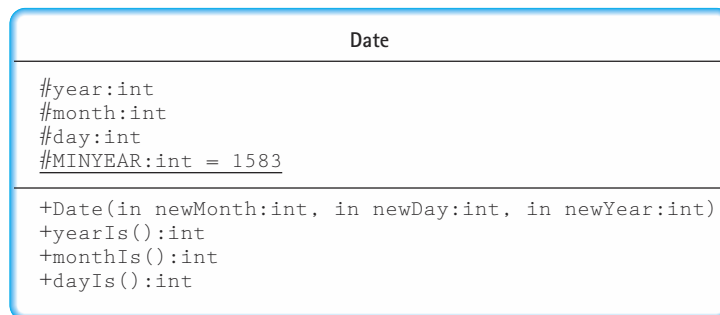 Date
#year:int
#month:int
#day:int
#MINYEAR:int = 1583
+Date(in newMonth:int, in newDay:int, in newYear:int)
+yearIs():int
+monthIs():int
+dayIs():int